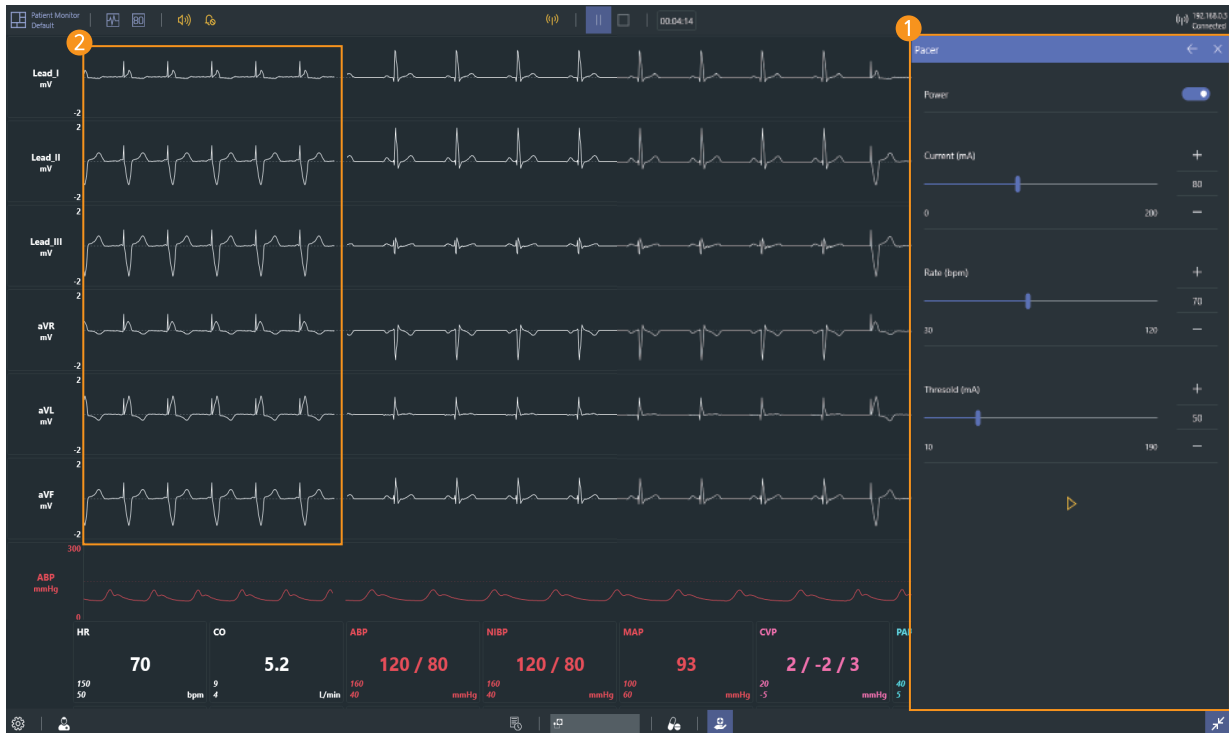 Patient Monitor
Default
80
00:04:14
192.168.0.3
Connected
1
2
Lead_I
mV
-2
2
Lead_II
mV
-2
2
Lead_III
mV
-2
2
aVR
mV
-2
2
aVL
mV
-2
2
aVF
mV
-2
300
ABP
mmHg
0
HR
70
150
50
bpm
CO
5.2
9
4
L/min
ABP
120 / 80
160
40
mmHg
NIBP
120 / 80
160
40
mmHg
MAP
93
100
60
mmHg
CVP
2 / -2 / 3
20
-5
mmHg
PAP
40
5
Pacer
Power
Current (mA)
80
0
200
Rate (bpm)
70
30
120
Thresold (mA)
50
10
190